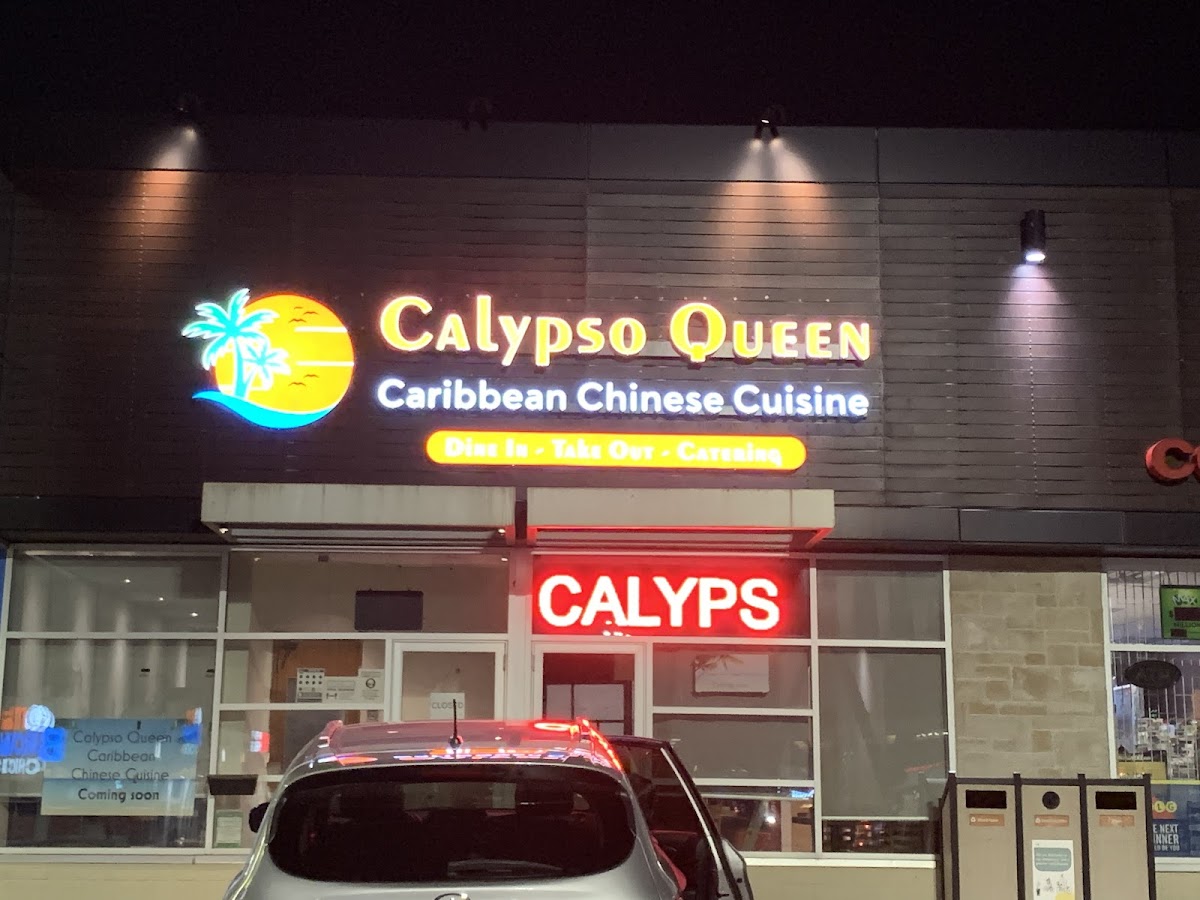 Calypso Queen
Caribbean Chinese Cuisine
Dine In - Take Out - Catering
CALYPS
CLOSED
Calypso Queen
Caribbean
Chinese Cuisine
Coming soon